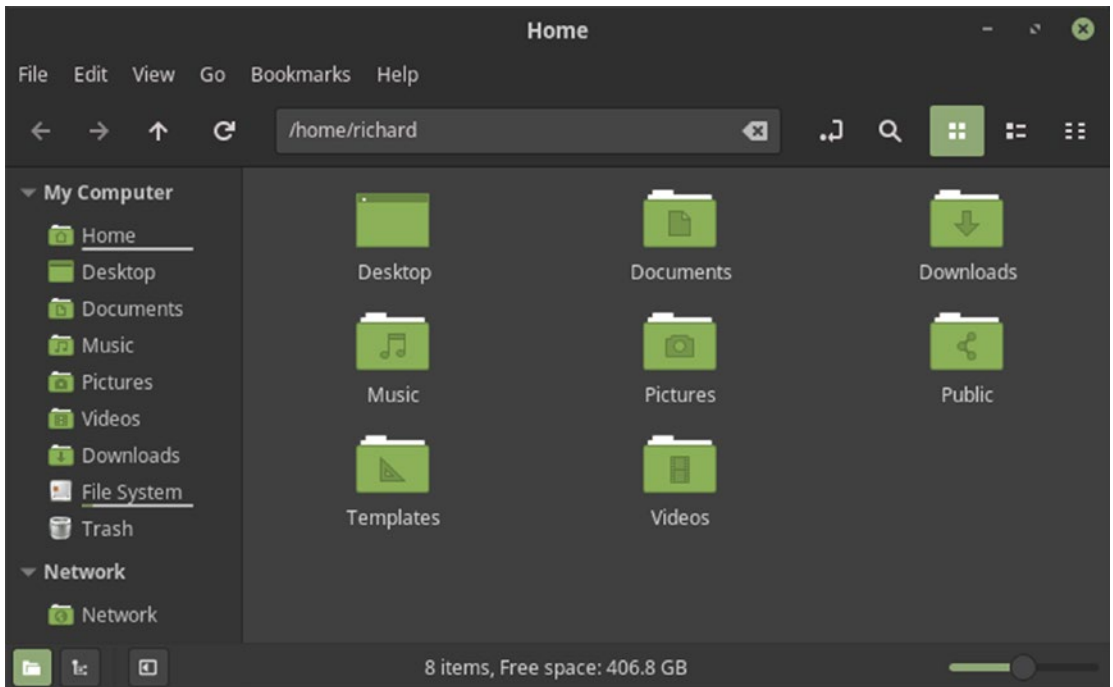 Home
File Edit View Go Bookmarks Help
/home/richard
My Computer
Home
Desktop
Documents
Music
Pictures
Videos
Downloads
File System
Trash
Network
Network
Desktop Documents Downloads
Music Pictures Public
Templates Videos
8 items, Free space: 406.8 GB